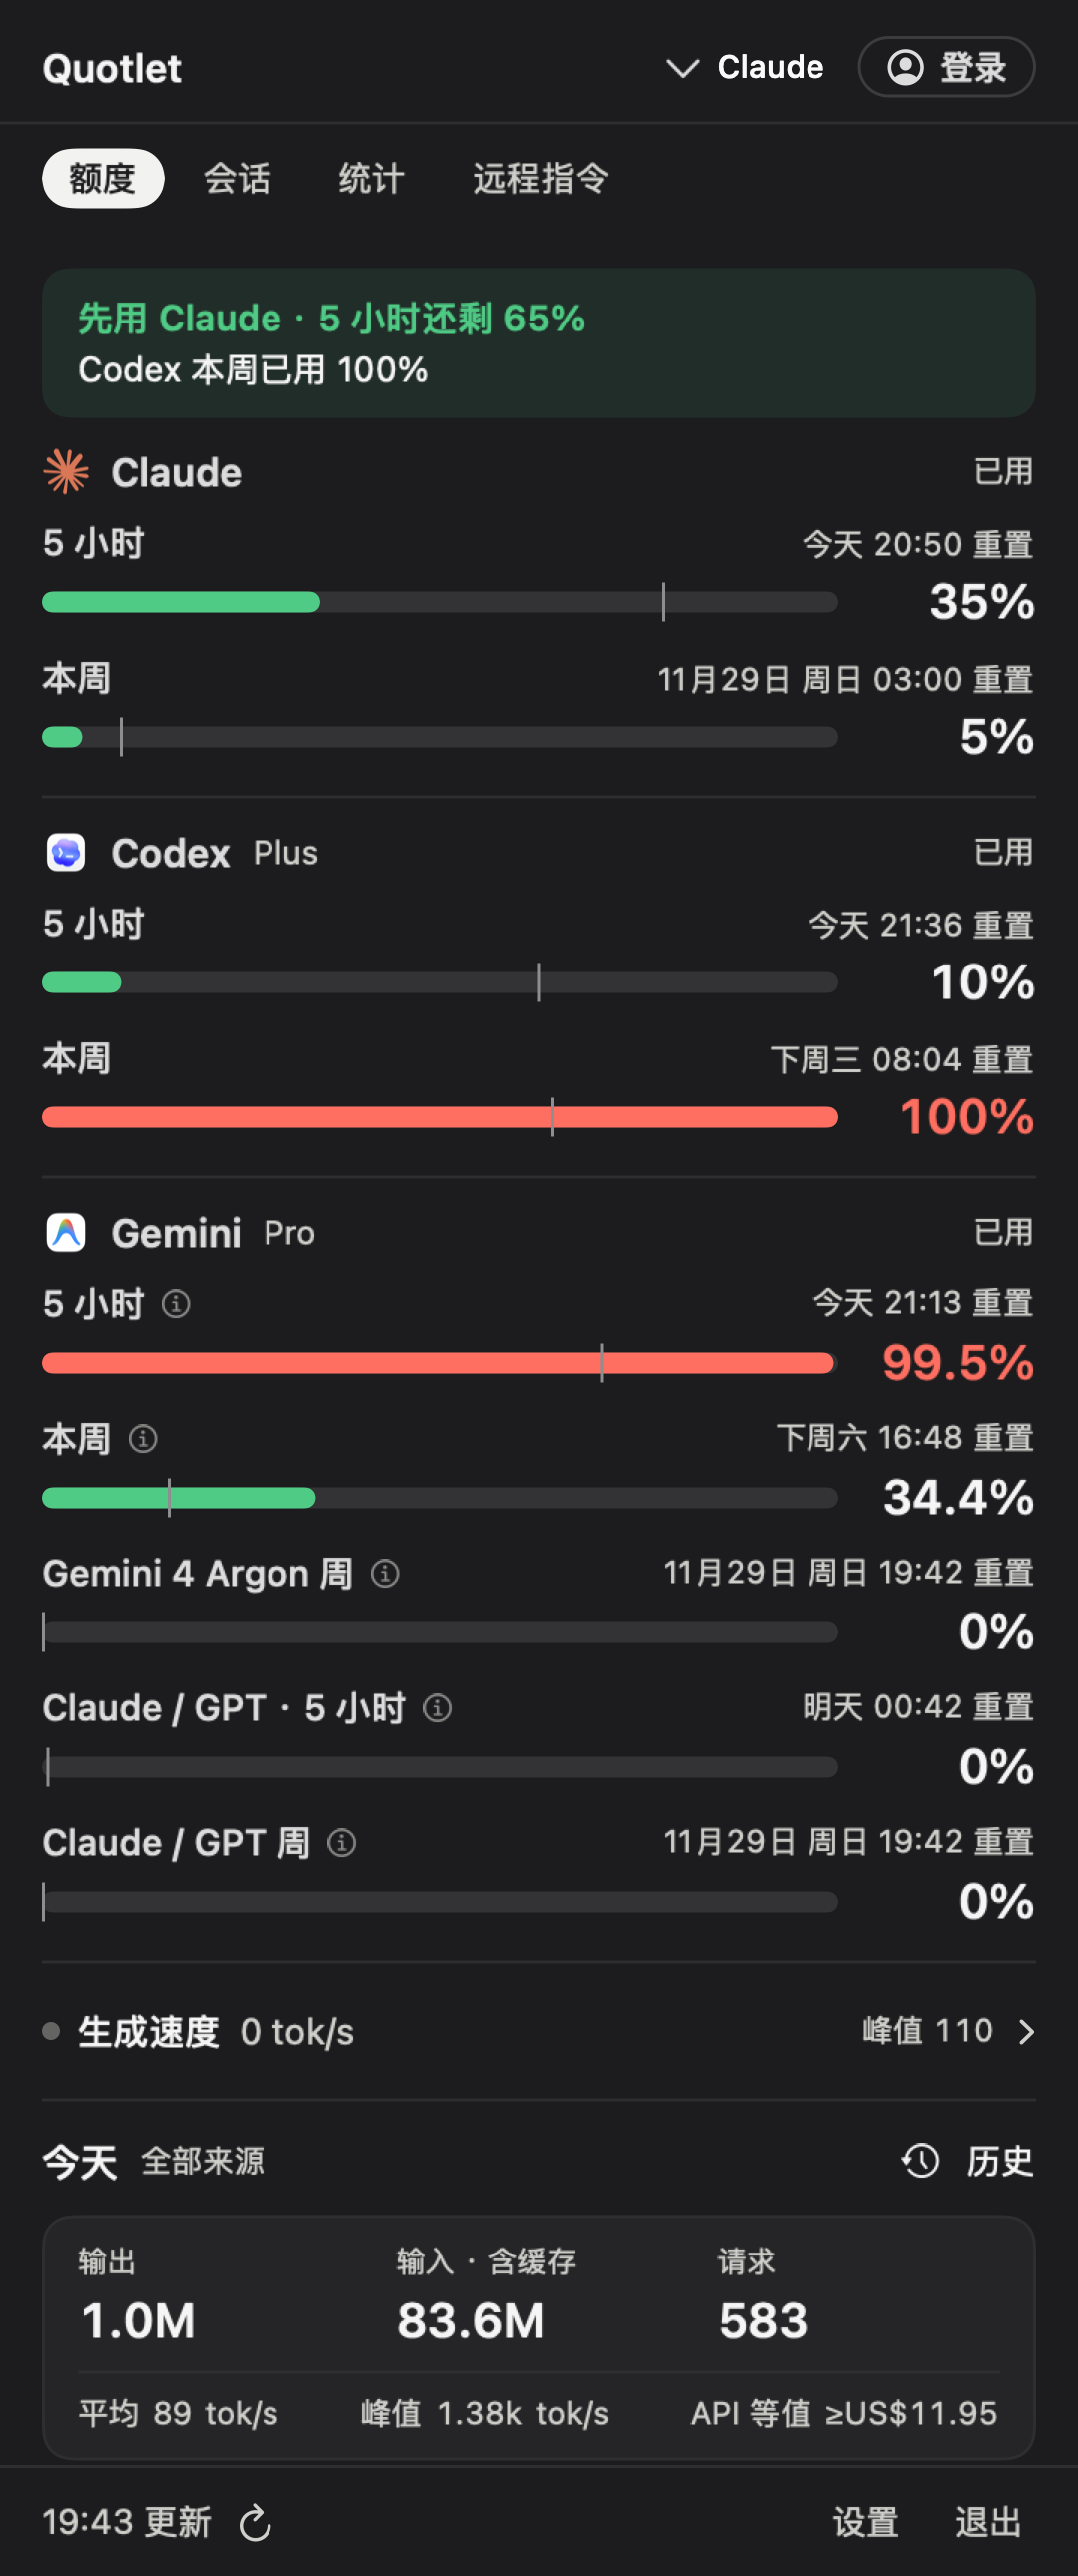 Quotlet Claude 登录
额度 会话 统计 远程指令
先用 Claude · 5 小时还剩 65%
Codex 本周已用 100%
Claude 已用
5 小时 今天 20:50 重置
35%
本周 11月29日 周日 03:00 重置
5%
Codex Plus 已用
5 小时 今天 21:36 重置
10%
本周 下周三 08:04 重置
100%
Gemini Pro 已用
5 小时 今天 21:13 重置
99.5%
本周 下周六 16:48 重置
34.4%
Gemini 4 Argon 周 11月29日 周日 19:42 重置
0%
Claude / GPT · 5 小时 明天 00:42 重置
0%
Claude / GPT 周 11月29日 周日 19:42 重置
0%
生成速度 0 tok/s 峰值 110
今天 全部来源 历史
输出 输入 · 含缓存 请求
1.0M 83.6M 583
平均 89 tok/s 峰值 1.38k tok/s API 等值 ≥US$11.95
19:43 更新 设置 退出